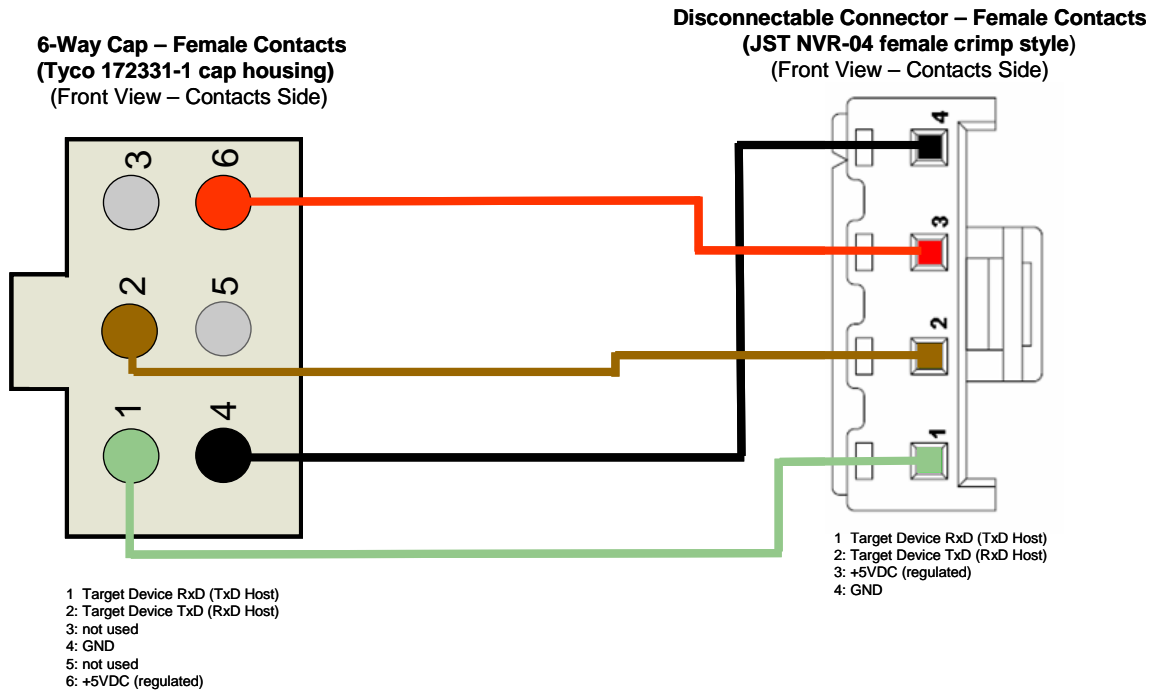 6-Way Cap – Female Contacts
(Tyco 172331-1 cap housing)
(Front View – Contacts Side)
Disconnectable Connector – Female Contacts
(JST NVR-04 female crimp style)
(Front View – Contacts Side)
3
6
2
5
1
4
4
3
2
1
1 Target Device RxD (TxD Host)
2: Target Device TxD (RxD Host)
3: not used
4: GND
5: not used
6: +5VDC (regulated)
1 Target Device RxD (TxD Host)
2: Target Device TxD (RxD Host)
3: +5VDC (regulated)
4: GND